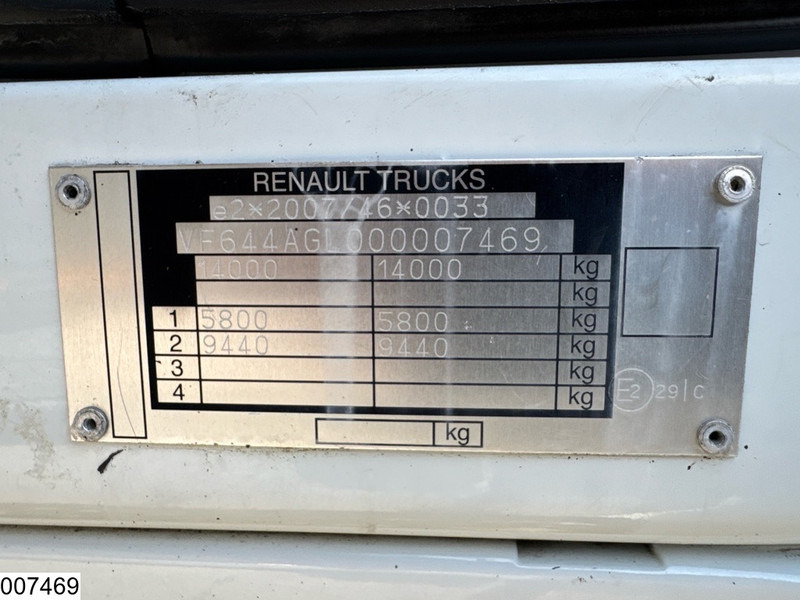 RENAULT TRUCKS
e2*2007/46*0033
VF644AGL000007469
14000 14000 kg
kg
1 5800 5800 kg
2 9440 9440 kg
3 kg
4 kg
E2 29|C
kg
007469